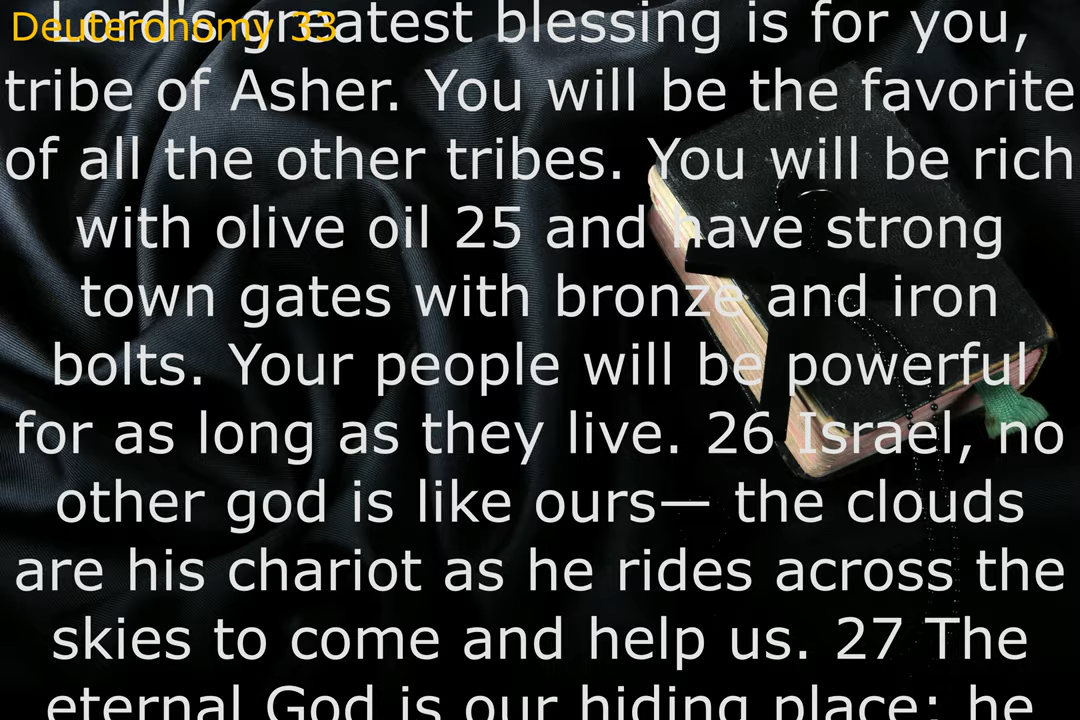 Deuteronomy 33
Lord's greatest blessing is for you,
tribe of Asher. You will be the favorite
of all the other tribes. You will be rich
with olive oil 25 and have strong
town gates with bronze and iron
bolts. Your people will be powerful
for as long as they live. 26 Israel, no
other god is like ours— the clouds
are his chariot as he rides across the
skies to come and help us. 27 The
eternal God is our hiding place; he